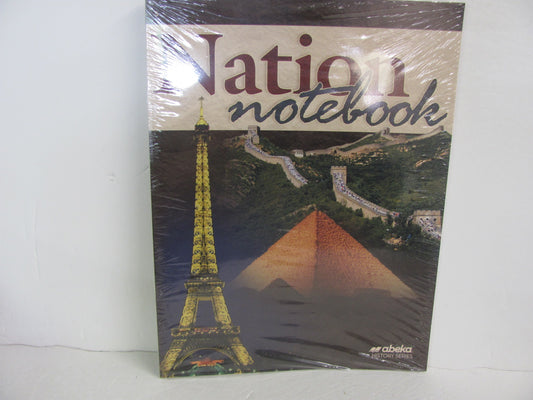 Nation
notebook
abeka
HISTORY SERIES